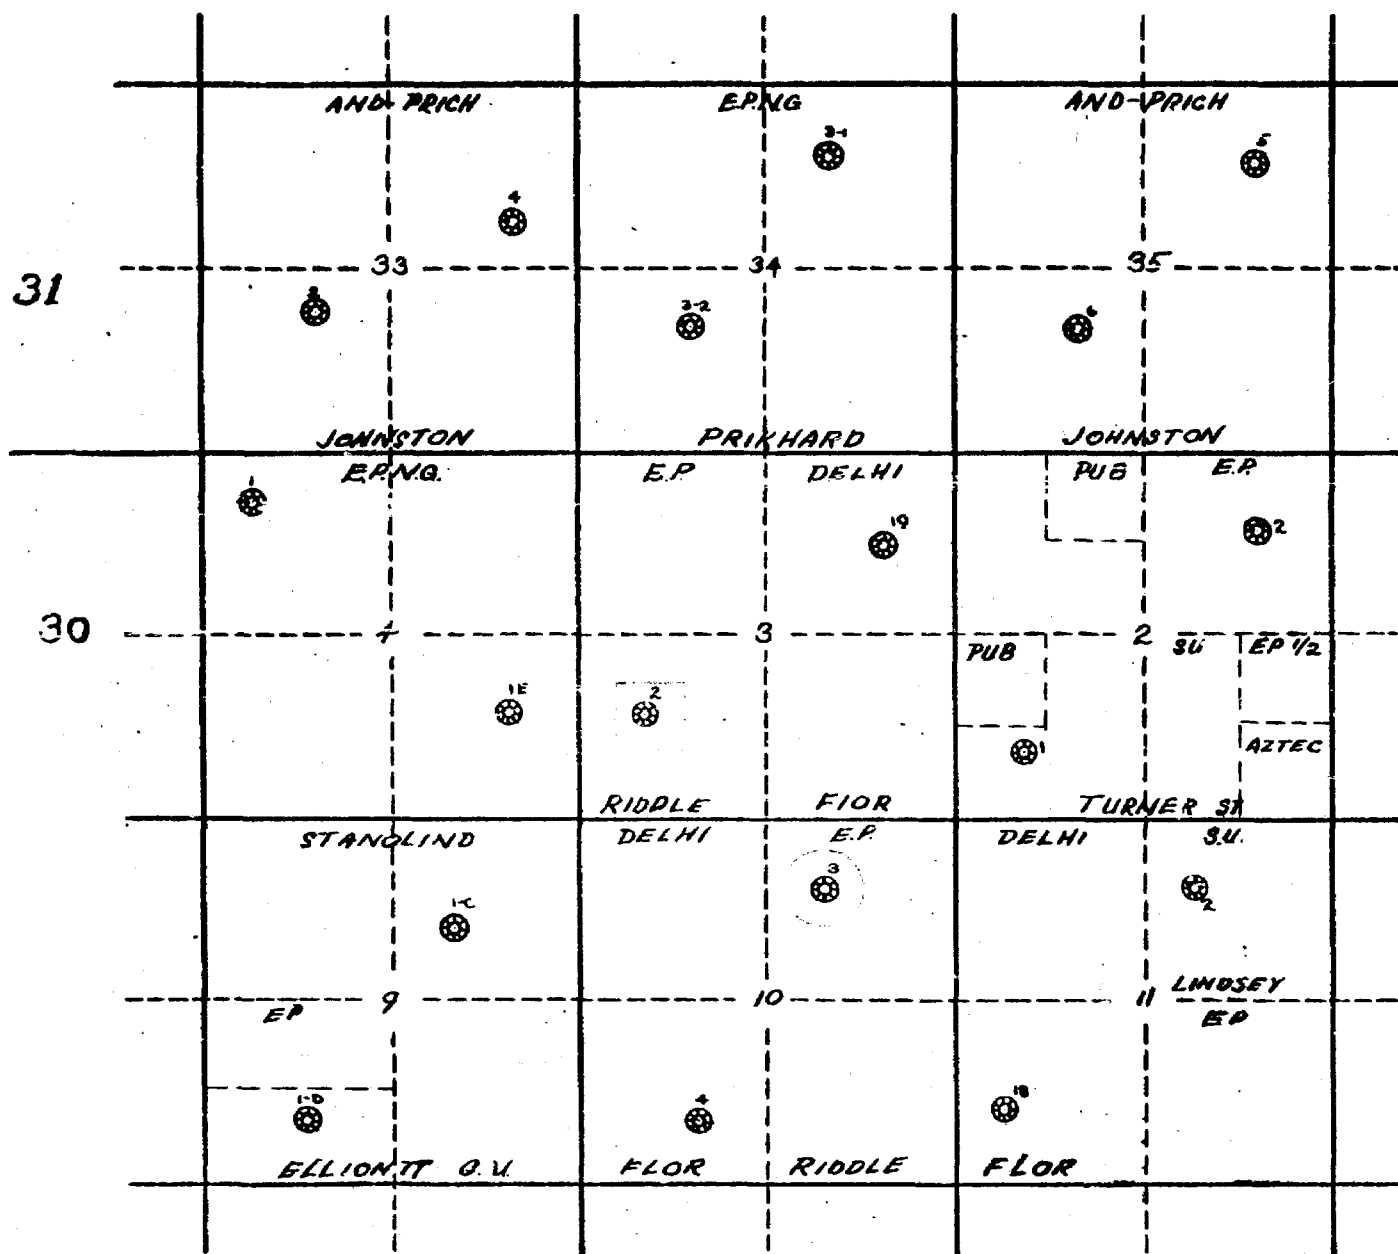 AND-PRICH E.P.N.G AND-PRICH
3-1 5
4
33 34 35
31
3-2 6
JOHNSTON PRIKHARD JOHNSTON
E.P.N.G. E.P DELHI PUB E.P.
1
19 2
30 4 3 2 SU EP 1/2
PUB
1E 2
1 AZTEC
RIDDLE FIOR TURNER ST
STANOLIND DELHI E.P. DELHI S.U.
3 2
1-C
LINDSEY
EP 9 10 11 EP
1-D 4 1B
ELLIONTT G.U. FLOR RIDDLE FLOR